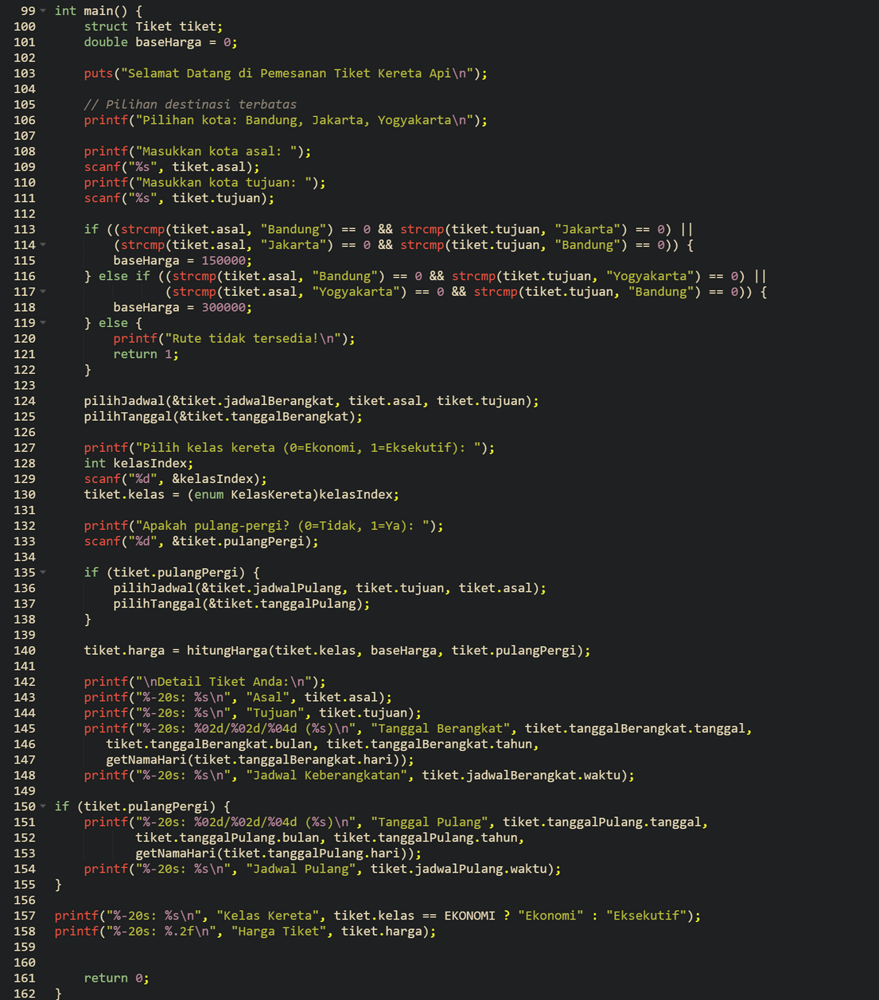 99 int main() {
100     struct Tiket tiket;
101     double baseHarga = 0;
102
103     puts("Selamat Datang di Pemesanan Tiket Kereta Api\n");
104
105     // Pilihan destinasi terbatas
106     printf("Pilihan kota: Bandung, Jakarta, Yogyakarta\n");
107
108     printf("Masukkan kota asal: ");
109     scanf("%s", tiket.asal);
110     printf("Masukkan kota tujuan: ");
111     scanf("%s", tiket.tujuan);
112
113     if ((strcmp(tiket.asal, "Bandung") == 0 && strcmp(tiket.tujuan, "Jakarta") == 0) ||
114         (strcmp(tiket.asal, "Jakarta") == 0 && strcmp(tiket.tujuan, "Bandung") == 0)) {
115         baseHarga = 150000;
116     } else if ((strcmp(tiket.asal, "Bandung") == 0 && strcmp(tiket.tujuan, "Yogyakarta") == 0) ||
117                (strcmp(tiket.asal, "Yogyakarta") == 0 && strcmp(tiket.tujuan, "Bandung") == 0)) {
118         baseHarga = 300000;
119     } else {
120         printf("Rute tidak tersedia!\n");
121         return 1;
122     }
123
124     pilihJadwal(&tiket.jadwalBerangkat, tiket.asal, tiket.tujuan);
125     pilihTanggal(&tiket.tanggalBerangkat);
126
127     printf("Pilih kelas kereta (0=Ekonomi, 1=Eksekutif): ");
128     int kelasIndex;
129     scanf("%d", &kelasIndex);
130     tiket.kelas = (enum KelasKereta)kelasIndex;
131
132     printf("Apakah pulang-pergi? (0=Tidak, 1=Ya): ");
133     scanf("%d", &tiket.pulangPergi);
134
135     if (tiket.pulangPergi) {
136         pilihJadwal(&tiket.jadwalPulang, tiket.tujuan, tiket.asal);
137         pilihTanggal(&tiket.tanggalPulang);
138     }
139
140     tiket.harga = hitungHarga(tiket.kelas, baseHarga, tiket.pulangPergi);
141
142     printf("\nDetail Tiket Anda:\n");
143     printf("%-20s: %s\n", "Asal", tiket.asal);
144     printf("%-20s: %s\n", "Tujuan", tiket.tujuan);
145     printf("%-20s: %02d/%02d/%04d (%s)\n", "Tanggal Berangkat", tiket.tanggalBerangkat.tanggal,
146        tiket.tanggalBerangkat.bulan, tiket.tanggalBerangkat.tahun,
147        getNamaHari(tiket.tanggalBerangkat.hari));
148     printf("%-20s: %s\n", "Jadwal Keberangkatan", tiket.jadwalBerangkat.waktu);
149
150 if (tiket.pulangPergi) {
151     printf("%-20s: %02d/%02d/%04d (%s)\n", "Tanggal Pulang", tiket.tanggalPulang.tanggal,
152            tiket.tanggalPulang.bulan, tiket.tanggalPulang.tahun,
153            getNamaHari(tiket.tanggalPulang.hari));
154     printf("%-20s: %s\n", "Jadwal Pulang", tiket.jadwalPulang.waktu);
155 }
156
157 printf("%-20s: %s\n", "Kelas Kereta", tiket.kelas == EKONOMI ? "Ekonomi" : "Eksekutif");
158 printf("%-20s: %.2f\n", "Harga Tiket", tiket.harga);
159
160
161     return 0;
162 }